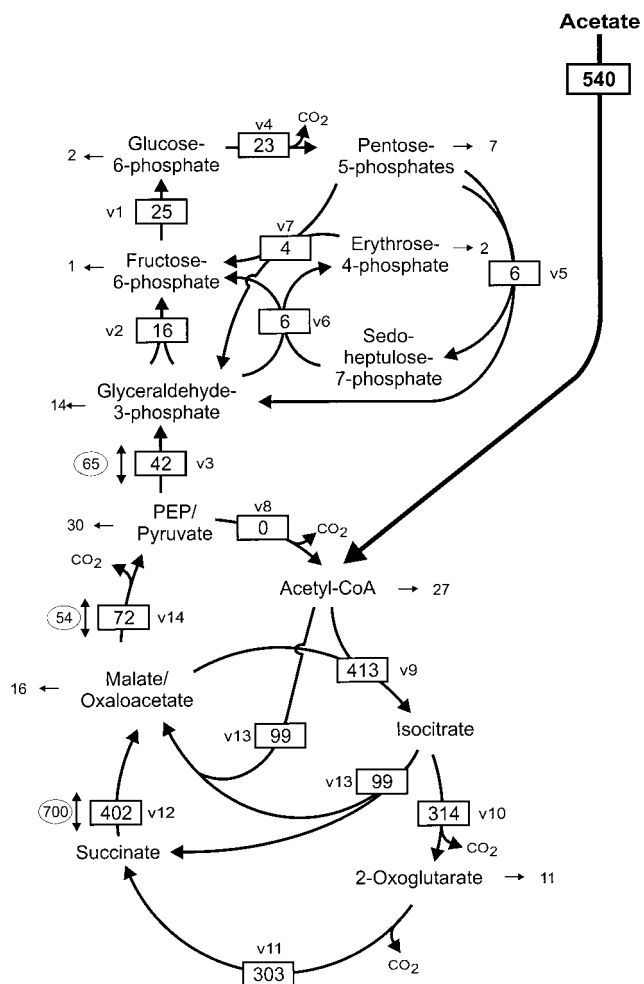 Acetate
540
v4
CO2
Glucose-
6-phosphate
23
Pentose-
5-phosphates
2
7
v1
25
v7
4
Erythrose-
4-phosphate
2
Fructose-
6-phosphate
1
6
v5
v2
16
6
v6
Sedo-
heptulose-
7-phosphate
Glyceraldehyde-
3-phosphate
14
65
42
v3
PEP/
Pyruvate
30
v8
0
CO2
CO2
Acetyl-CoA
27
54
72
v14
413
v9
Malate/
Oxaloacetate
16
v13
99
Isocitrate
v13
99
700
402
v12
314
v10
Succinate
CO2
2-Oxoglutarate
11
v11
303
CO2